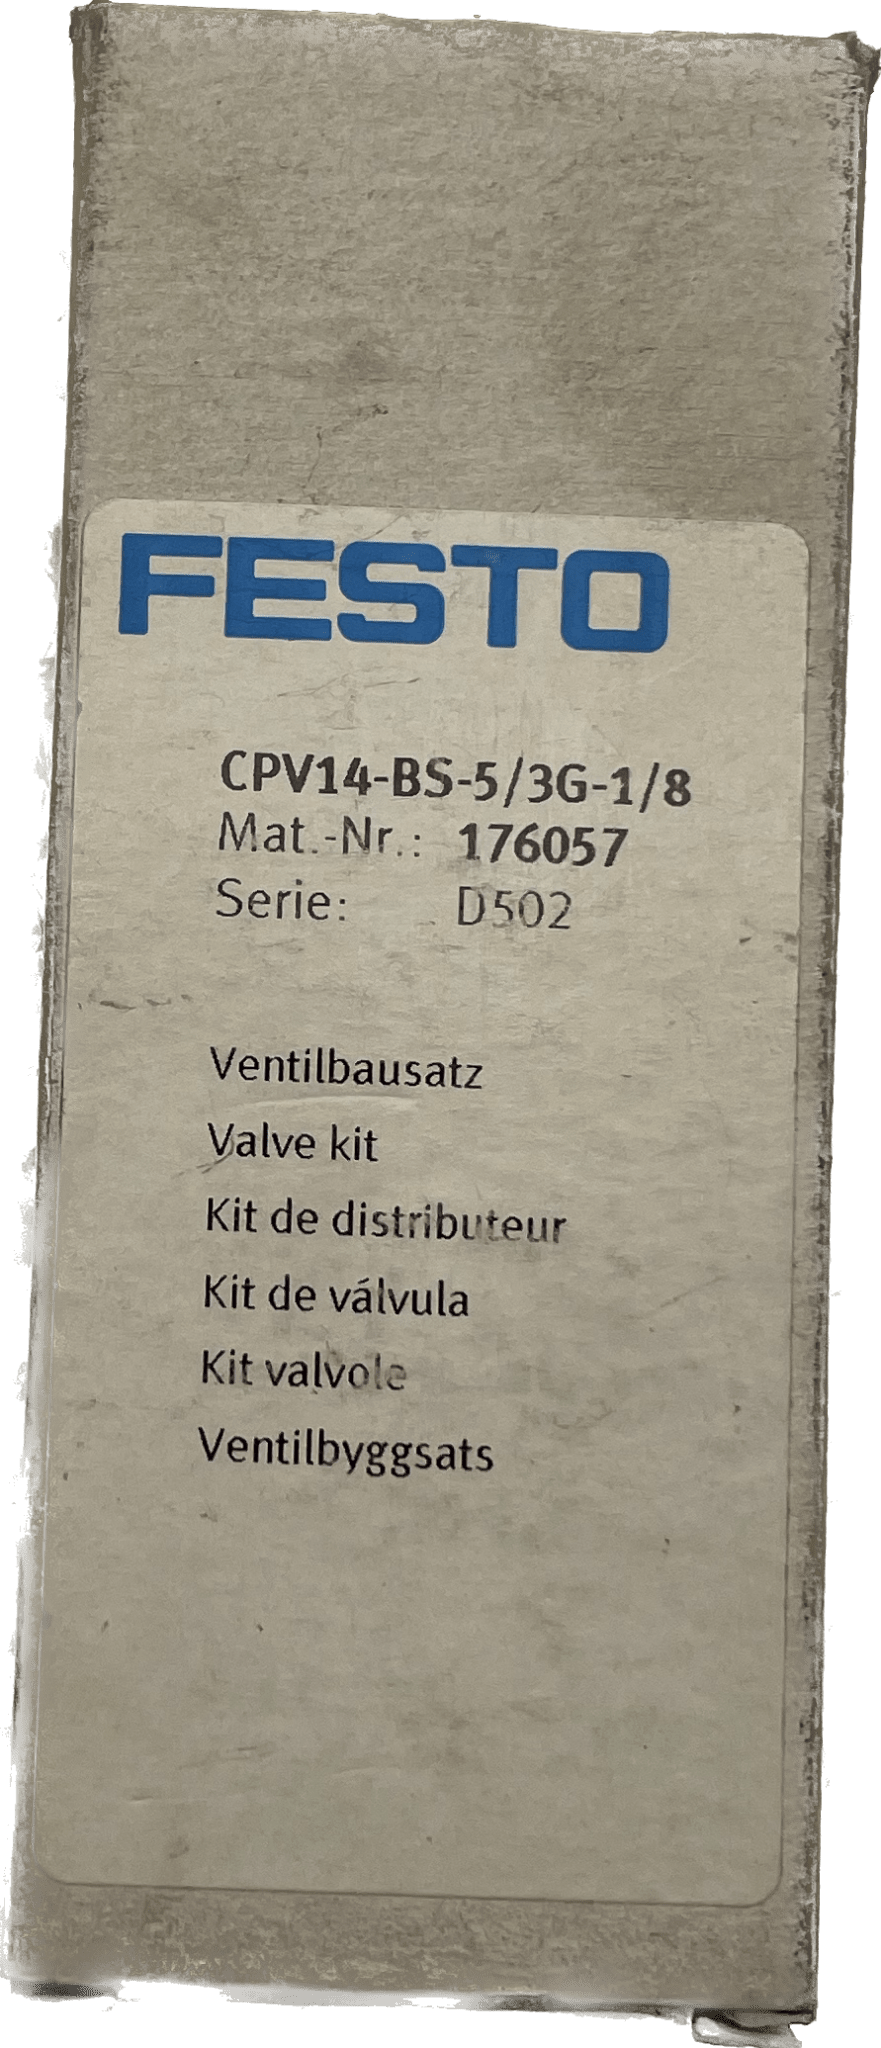 FESTO
CPV14-BS-5/3G-1/8
Mat.-Nr.: 176057
Serie: D502
Ventilbausatz
Valve kit
Kit de distributeur
Kit de válvula
Kit valvole
Ventilbyggsats